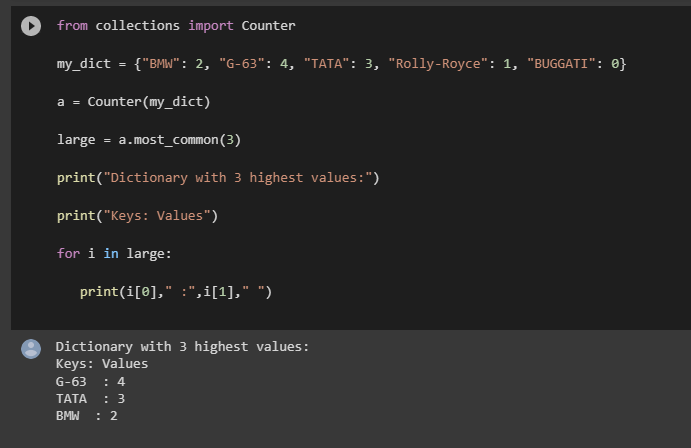 from collections import Counter
my_dict = {"BMW": 2, "G-63": 4, "TATA": 3, "Rolly-Royce": 1, "BUGGATI": 0}
a = Counter(my_dict)
large = a.most_common(3)
print("Dictionary with 3 highest values:")
print("Keys: Values")
for i in large:
   print(i[0]," :",i[1]," ")
Dictionary with 3 highest values:
Keys: Values
G-63  : 4
TATA  : 3
BMW  : 2